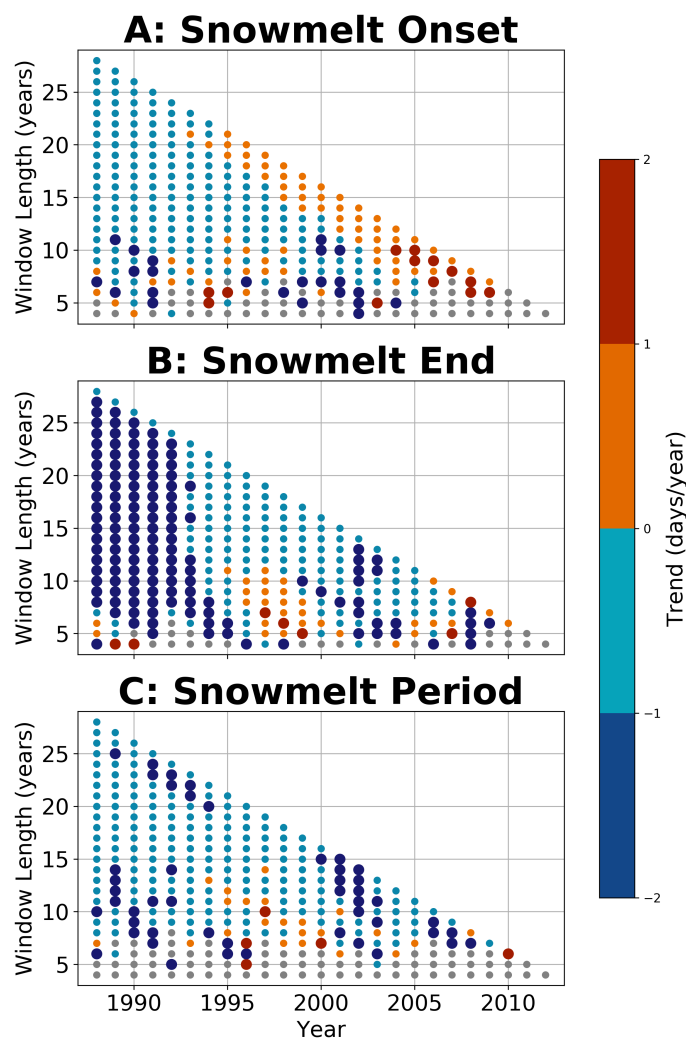 A: Snowmelt Onset
Window Length (years)
25
20
15
10
5
B: Snowmelt End
Window Length (years)
25
20
15
10
5
C: Snowmelt Period
Window Length (years)
25
20
15
10
5
1990 1995 2000 2005 2010
Year
2
1
0
−1
−2
Trend (days/year)